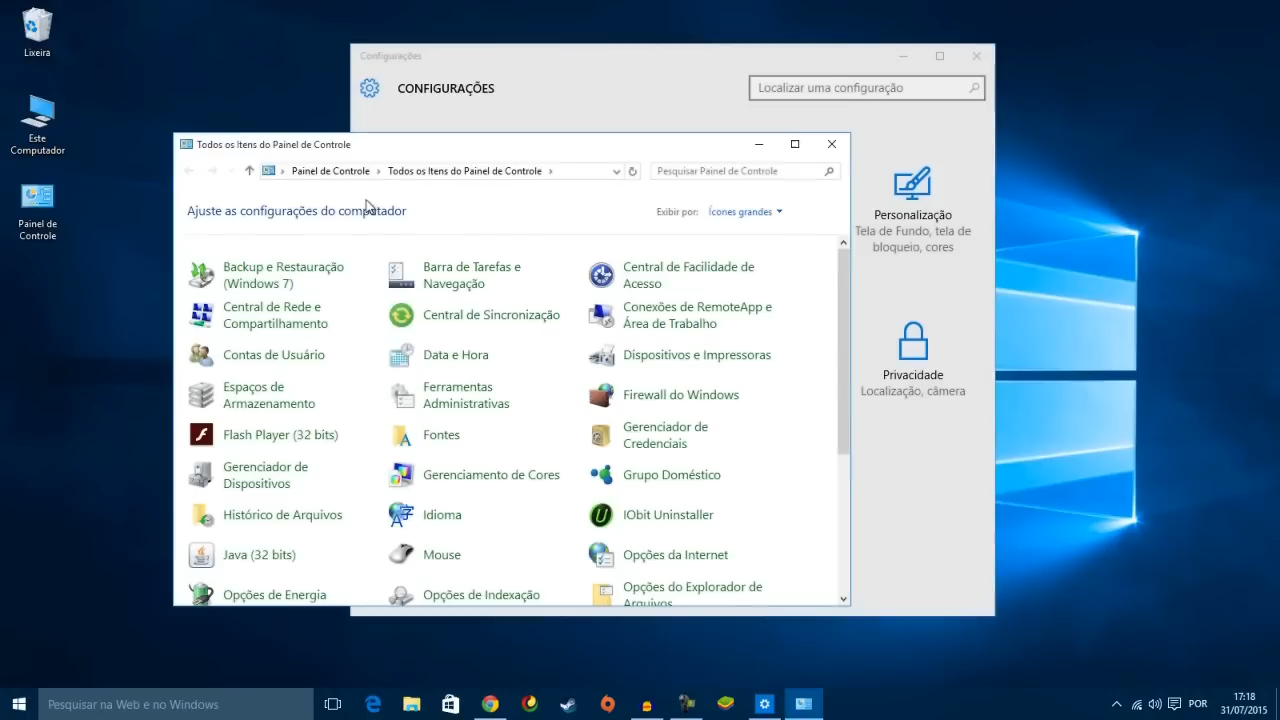 Lixeira
Este
Computador
Painel de
Controle
Configurações
CONFIGURAÇÕES
Localizar uma configuração
Personalização
Tela de Fundo, tela de
bloqueio, cores
Privacidade
Localização, câmera
Todos os Itens do Painel de Controle
Painel de Controle
Todos os Itens do Painel de Controle
Pesquisar Painel de Controle
Ajuste as configurações do computador
Exibir por:
Ícones grandes
Backup e Restauração
(Windows 7)
Barra de Tarefas e
Navegação
Central de Facilidade de
Acesso
Central de Rede e
Compartilhamento
Central de Sincronização
Conexões de RemoteApp e
Área de Trabalho
Contas de Usuário
Data e Hora
Dispositivos e Impressoras
Espaços de
Armazenamento
Ferramentas
Administrativas
Firewall do Windows
Flash Player (32 bits)
Fontes
Gerenciador de
Credenciais
Gerenciador de
Dispositivos
Gerenciamento de Cores
Grupo Doméstico
Histórico de Arquivos
Idioma
IObit Uninstaller
Java (32 bits)
Mouse
Opções da Internet
Opções de Energia
Opções de Indexação
Opções do Explorador de
Arquivos
Pesquisar na Web e no Windows
POR
17:18
31/07/2015